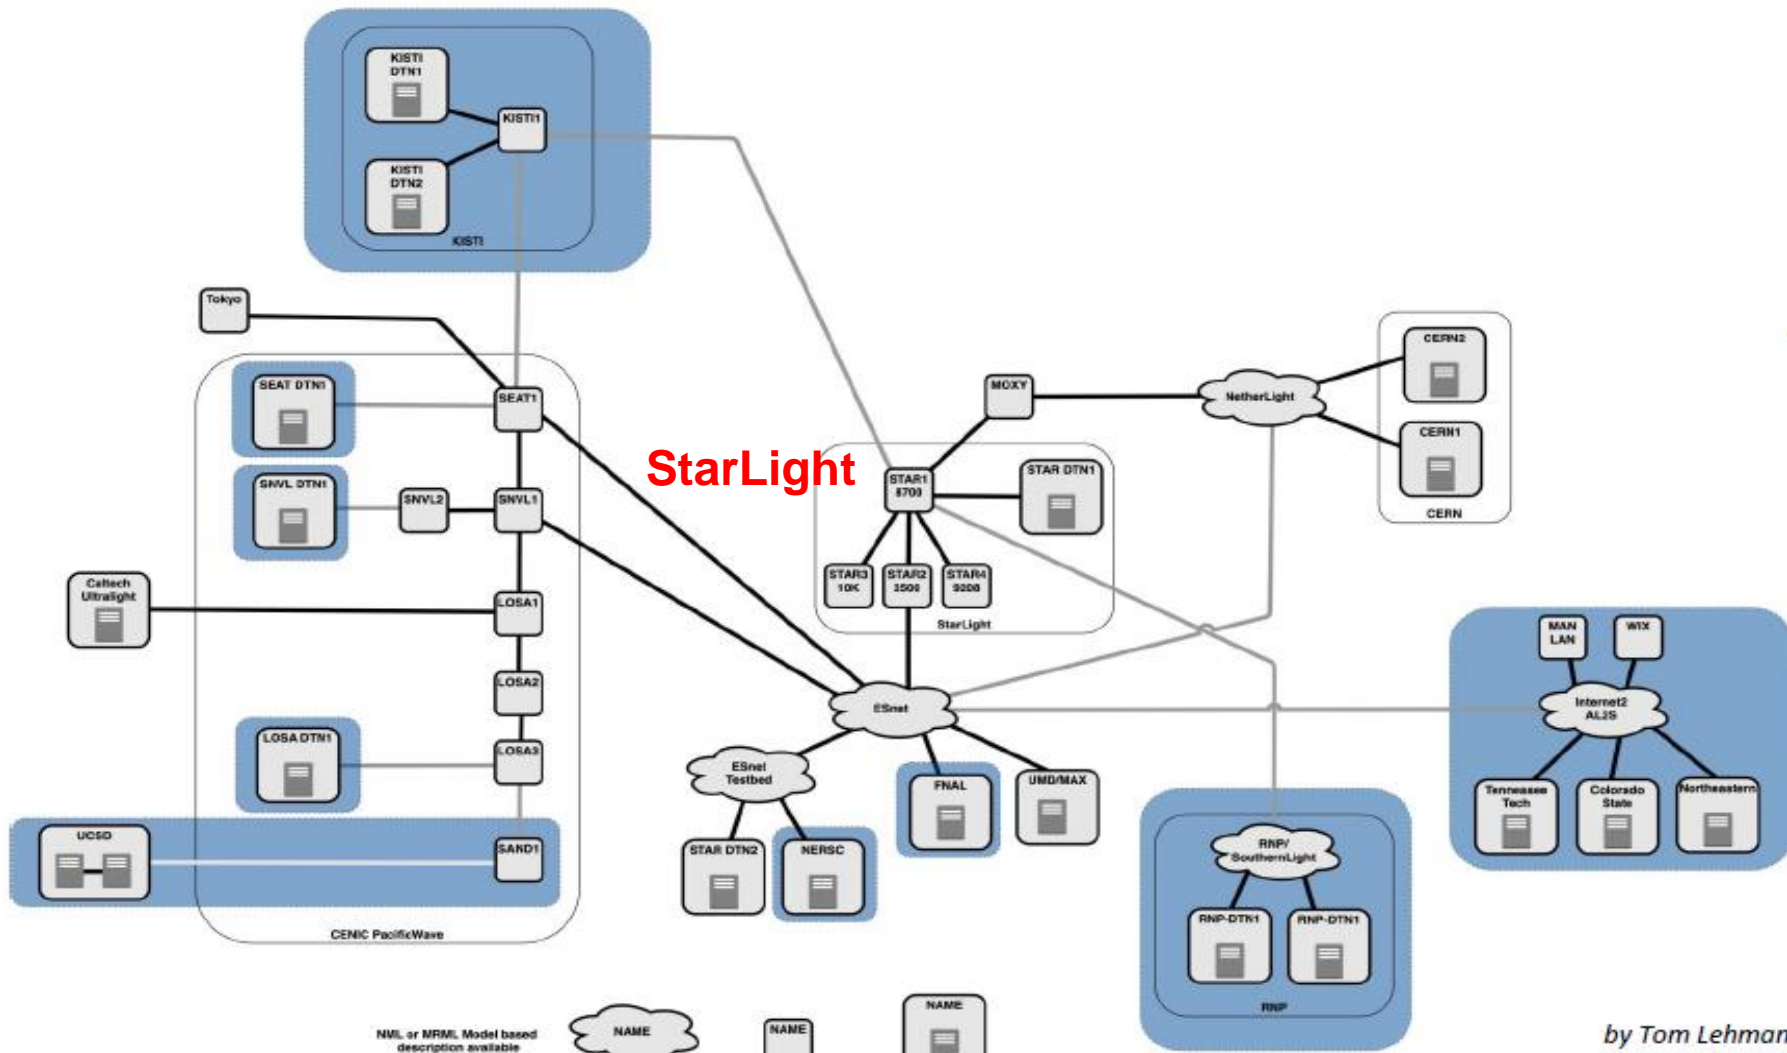 KISTI
DTN1
KISTI1
KISTI
DTN2
KISTI
Tokyo
SEAT DTN1
SEAT1
SNVL DTN1
SNVL2
SNVL1
Caltech
Ultralight
LOSA1
LOSA2
LOSA DTN1
LOSA3
UCSD
SAND1
CENIC PacificWave
StarLight
MOXY
NetherLight
CERN2
CERN1
CERN
STAR1
8700
STAR DTN1
STAR3
10K
STAR2
3500
STAR4
9208
StarLight
ESnet
ESnet
Testbed
FNAL
UMD/MAX
STAR DTN2
NERSC
MAN
LAN
WIX
Internet2
AL2S
Tennessee
Tech
Colorado
State
Northeastern
RNP/
SouthernLight
RNP-DTN1
RNP-DTN1
RNP
NML or MRML Model based
description available
NAME
NAME
NAME
by Tom Lehman